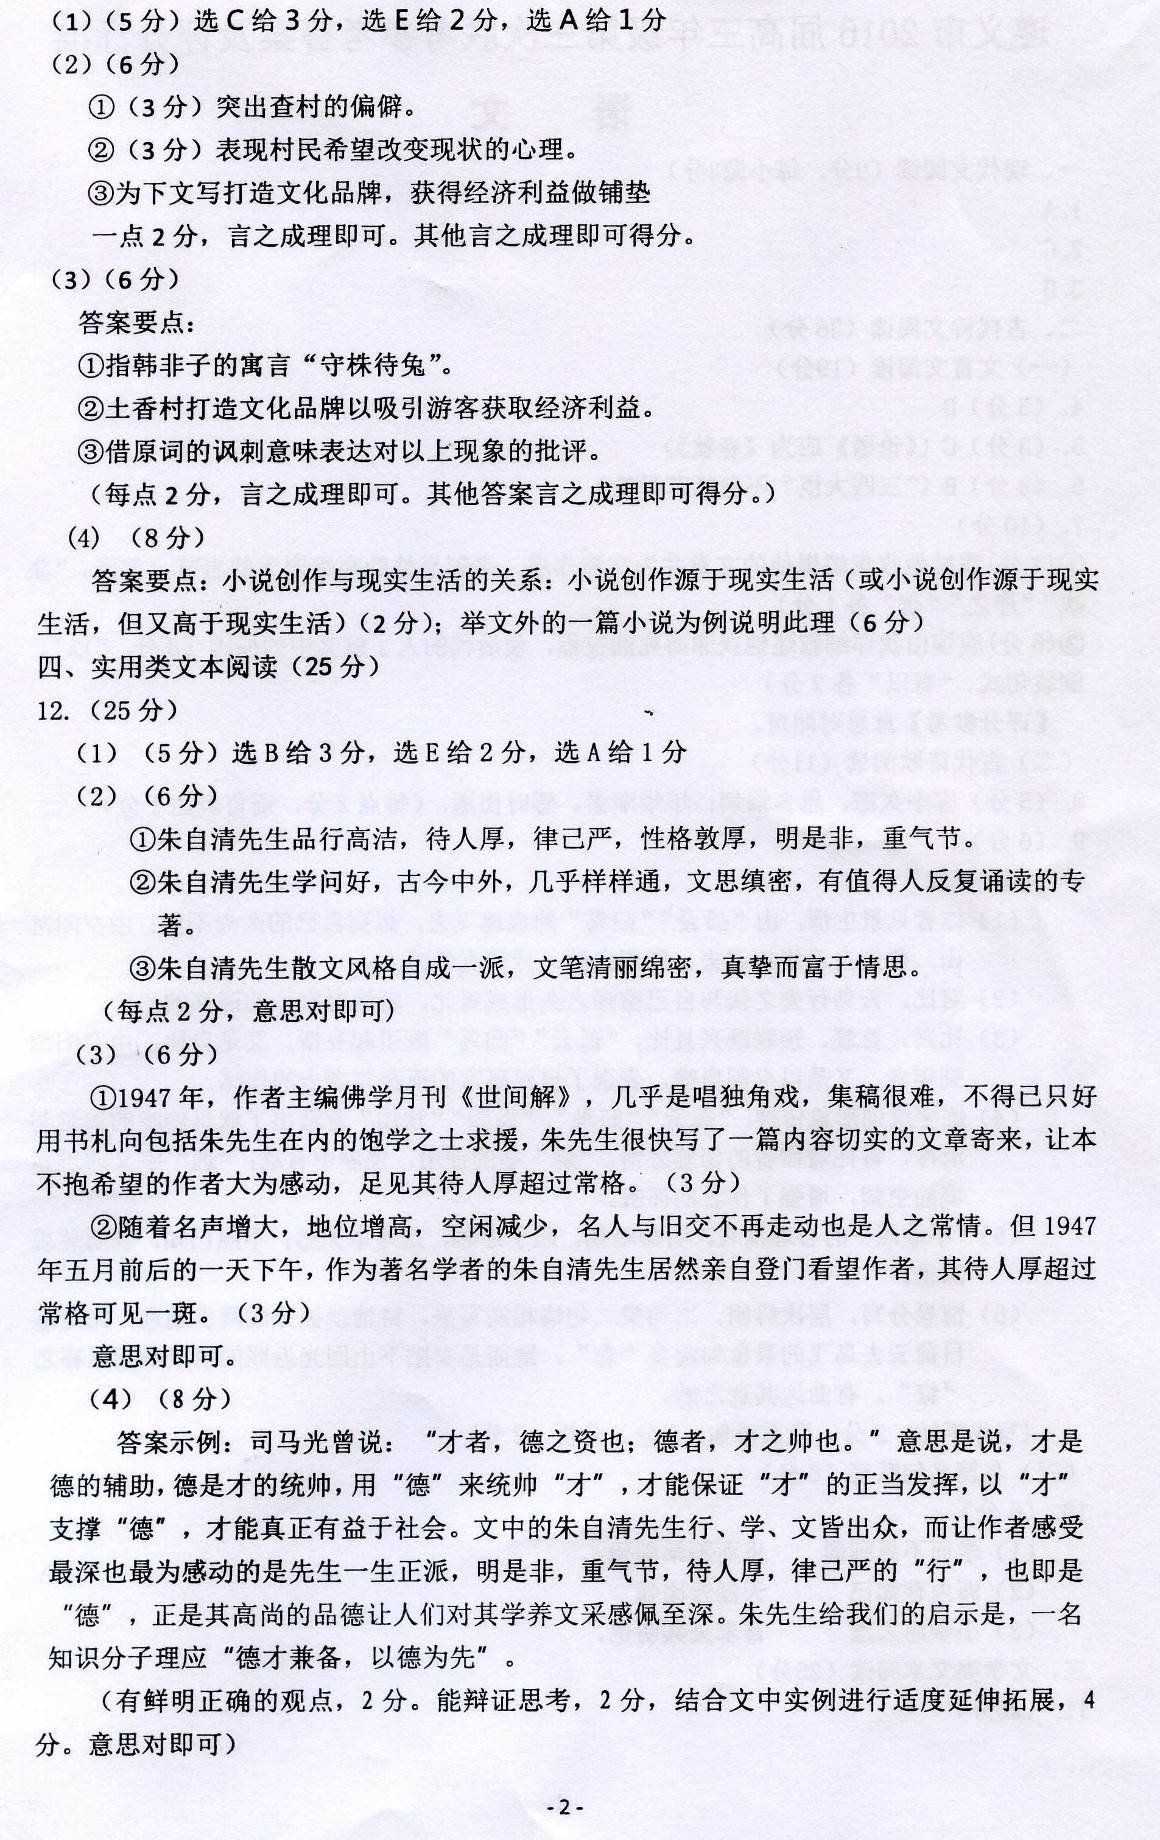 (1)（5分）选C给3分，选E给2分，选A给1分
(2)（6分）
①（3分）突出查村的偏僻。
②（3分）表现村民希望改变现状的心理。
③为下文写打造文化品牌，获得经济利益做铺垫
一点2分，言之成理即可。其他言之成理即可得分。
(3)（6分）
答案要点：
①指韩非子的寓言“守株待兔”。
②土香村打造文化品牌以吸引游客获取经济利益。
③借原词的讽刺意味表达对以上现象的批评。
（每点2分，言之成理即可。其他答案言之成理即可得分。）
(4) （8分）
答案要点：小说创作与现实生活的关系：小说创作源于现实生活（或小说创作源于现实
生活，但又高于现实生活）（2分）；举文外的一篇小说为例说明此理（6分）
四、实用类文本阅读（25分）
12.（25分）
（1）（5分）选B给3分，选E给2分，选A给1分
（2）（6分）
①朱自清先生品行高洁，待人厚，律己严，性格敦厚，明是非，重气节。
②朱自清先生学问好，古今中外，几乎样样通，文思缜密，有值得人反复诵读的专
著。
③朱自清先生散文风格自成一派，文笔清丽绵密，真挚而富于情思。
（每点2分，意思对即可)
（3）（6分）
①1947年，作者主编佛学月刊《世间解》，几乎是唱独角戏，集稿很难，不得已只好
用书札向包括朱先生在内的饱学之士求援，朱先生很快写了一篇内容切实的文章寄来，让本
不抱希望的作者大为感动，足见其待人厚超过常格。（3分）
②随着名声增大，地位增高，空闲减少，名人与旧交不再走动也是人之常情。但1947
年五月前后的一天下午，作为著名学者的朱自清先生居然亲自登门看望作者，其待人厚超过
常格可见一斑。（3分）
意思对即可。
（4）（8分）
答案示例：司马光曾说：“才者，德之资也；德者，才之帅也。”意思是说，才是
德的辅助，德是才的统帅，用“德”来统帅“才”，才能保证“才”的正当发挥，以“才”
支撑“德”，才能真正有益于社会。文中的朱自清先生行、学、文皆出众，而让作者感受
最深也最为感动的是先生一生正派，明是非，重气节，待人厚，律己严的“行”，也即是
“德”，正是其高尚的品德让人们对其学养文采感佩至深。朱先生给我们的启示是，一名
知识分子理应“德才兼备，以德为先”。
（有鲜明正确的观点，2分。能辩证思考，2分，结合文中实例进行适度延伸拓展，4
分。意思对即可）
-2-